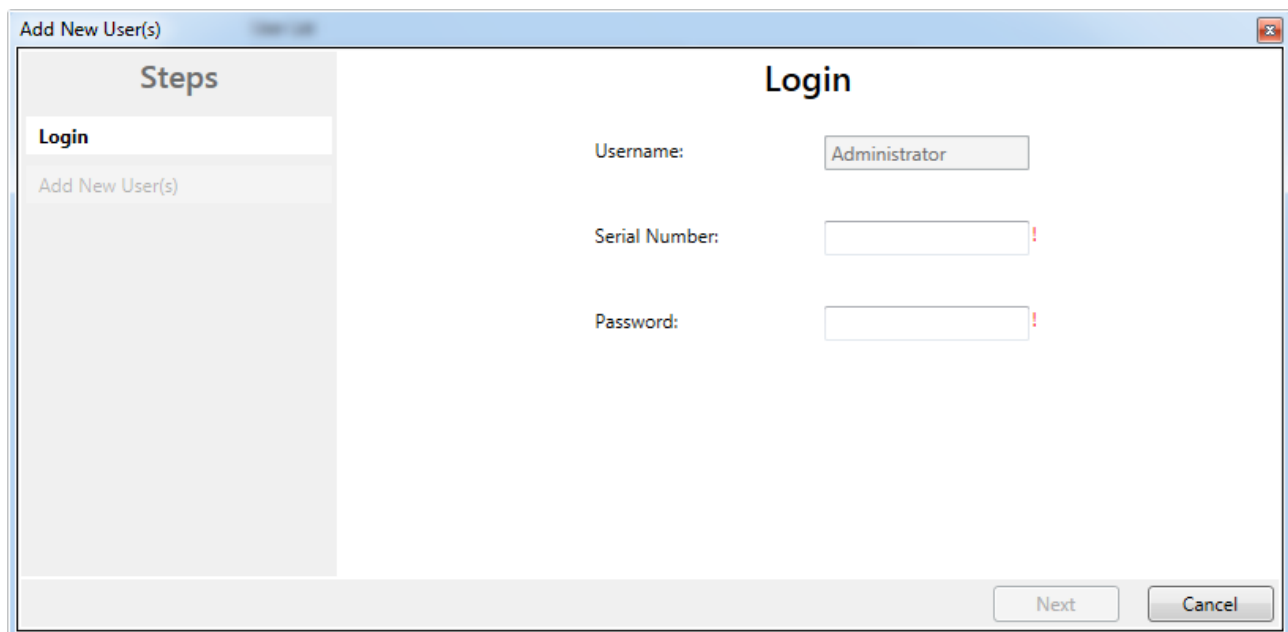 Add New User(s)
Steps
Login
Add New User(s)
Login
Username: Administrator
Serial Number: !
Password: !
Next Cancel